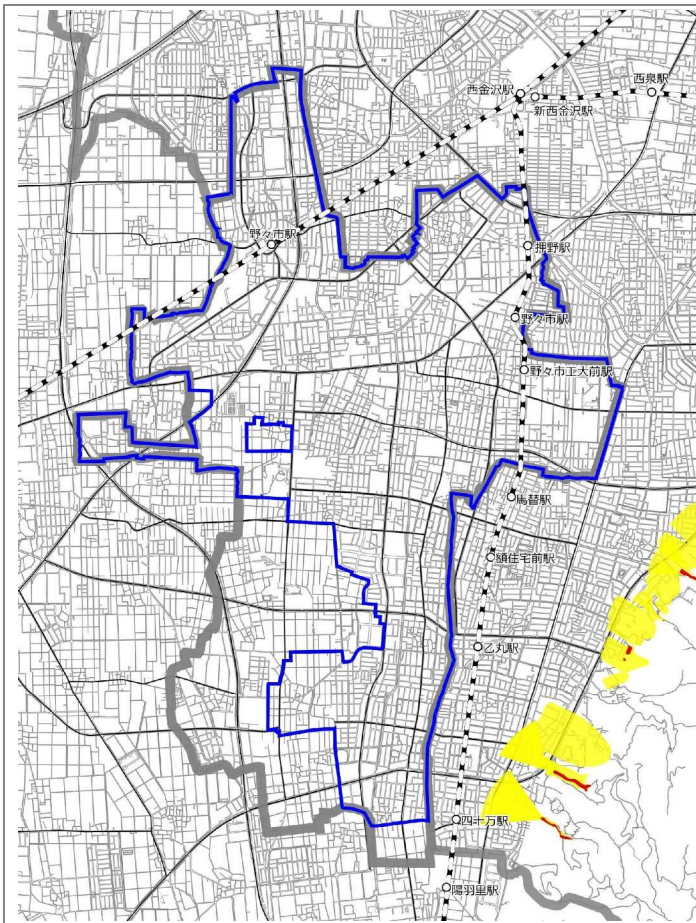 西泉駅
西金沢駅
新西金沢駅
野々市駅
押野駅
野々市駅
野々市工大前駅
馬替駅
額住宅前駅
乙丸駅
四十万駅
陽羽里駅